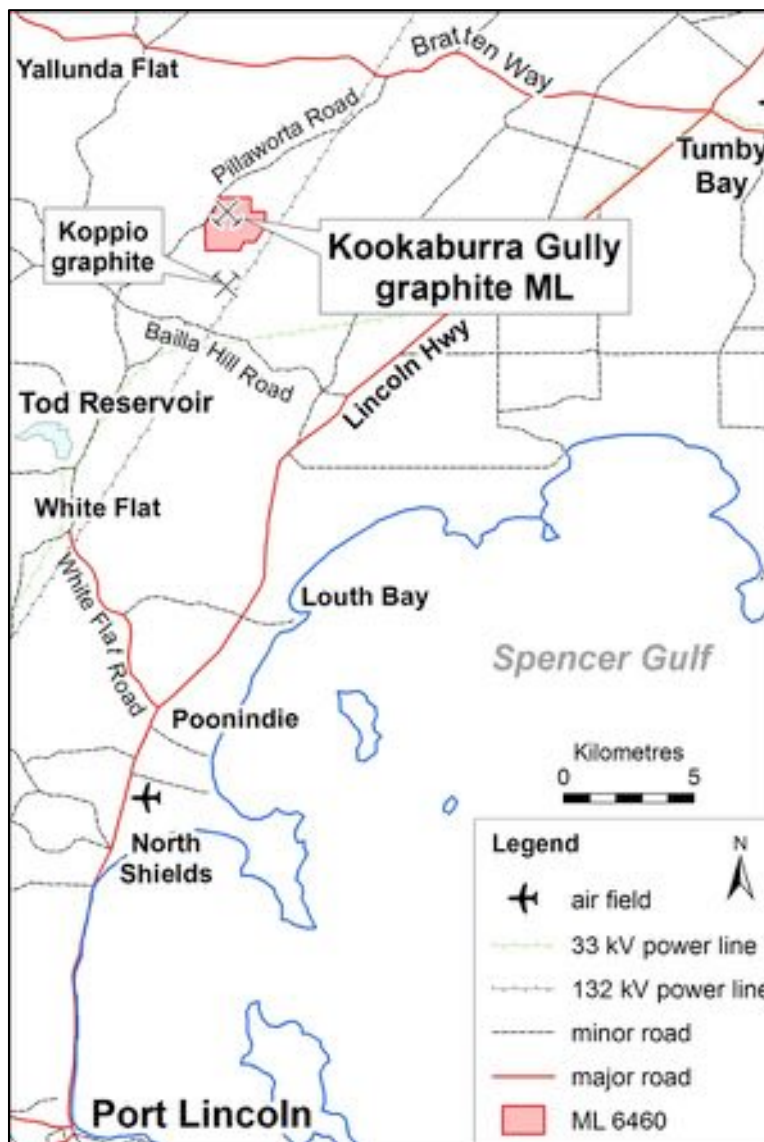 Bratten Way
Yallunda Flat
Pillaworta Road
Tumby
Bay
Koppio
graphite
Kookaburra Gully
graphite ML
Bailla Hill Road
Lincoln Hwy
Tod Reservoir
White Flat
White Flat Road
Louth Bay
Spencer Gulf
Poonindie
Kilometres
0 5
North
Shields
Legend
N
air field
33 kV power line
132 kV power line
minor road
major road
ML 6460
Port Lincoln